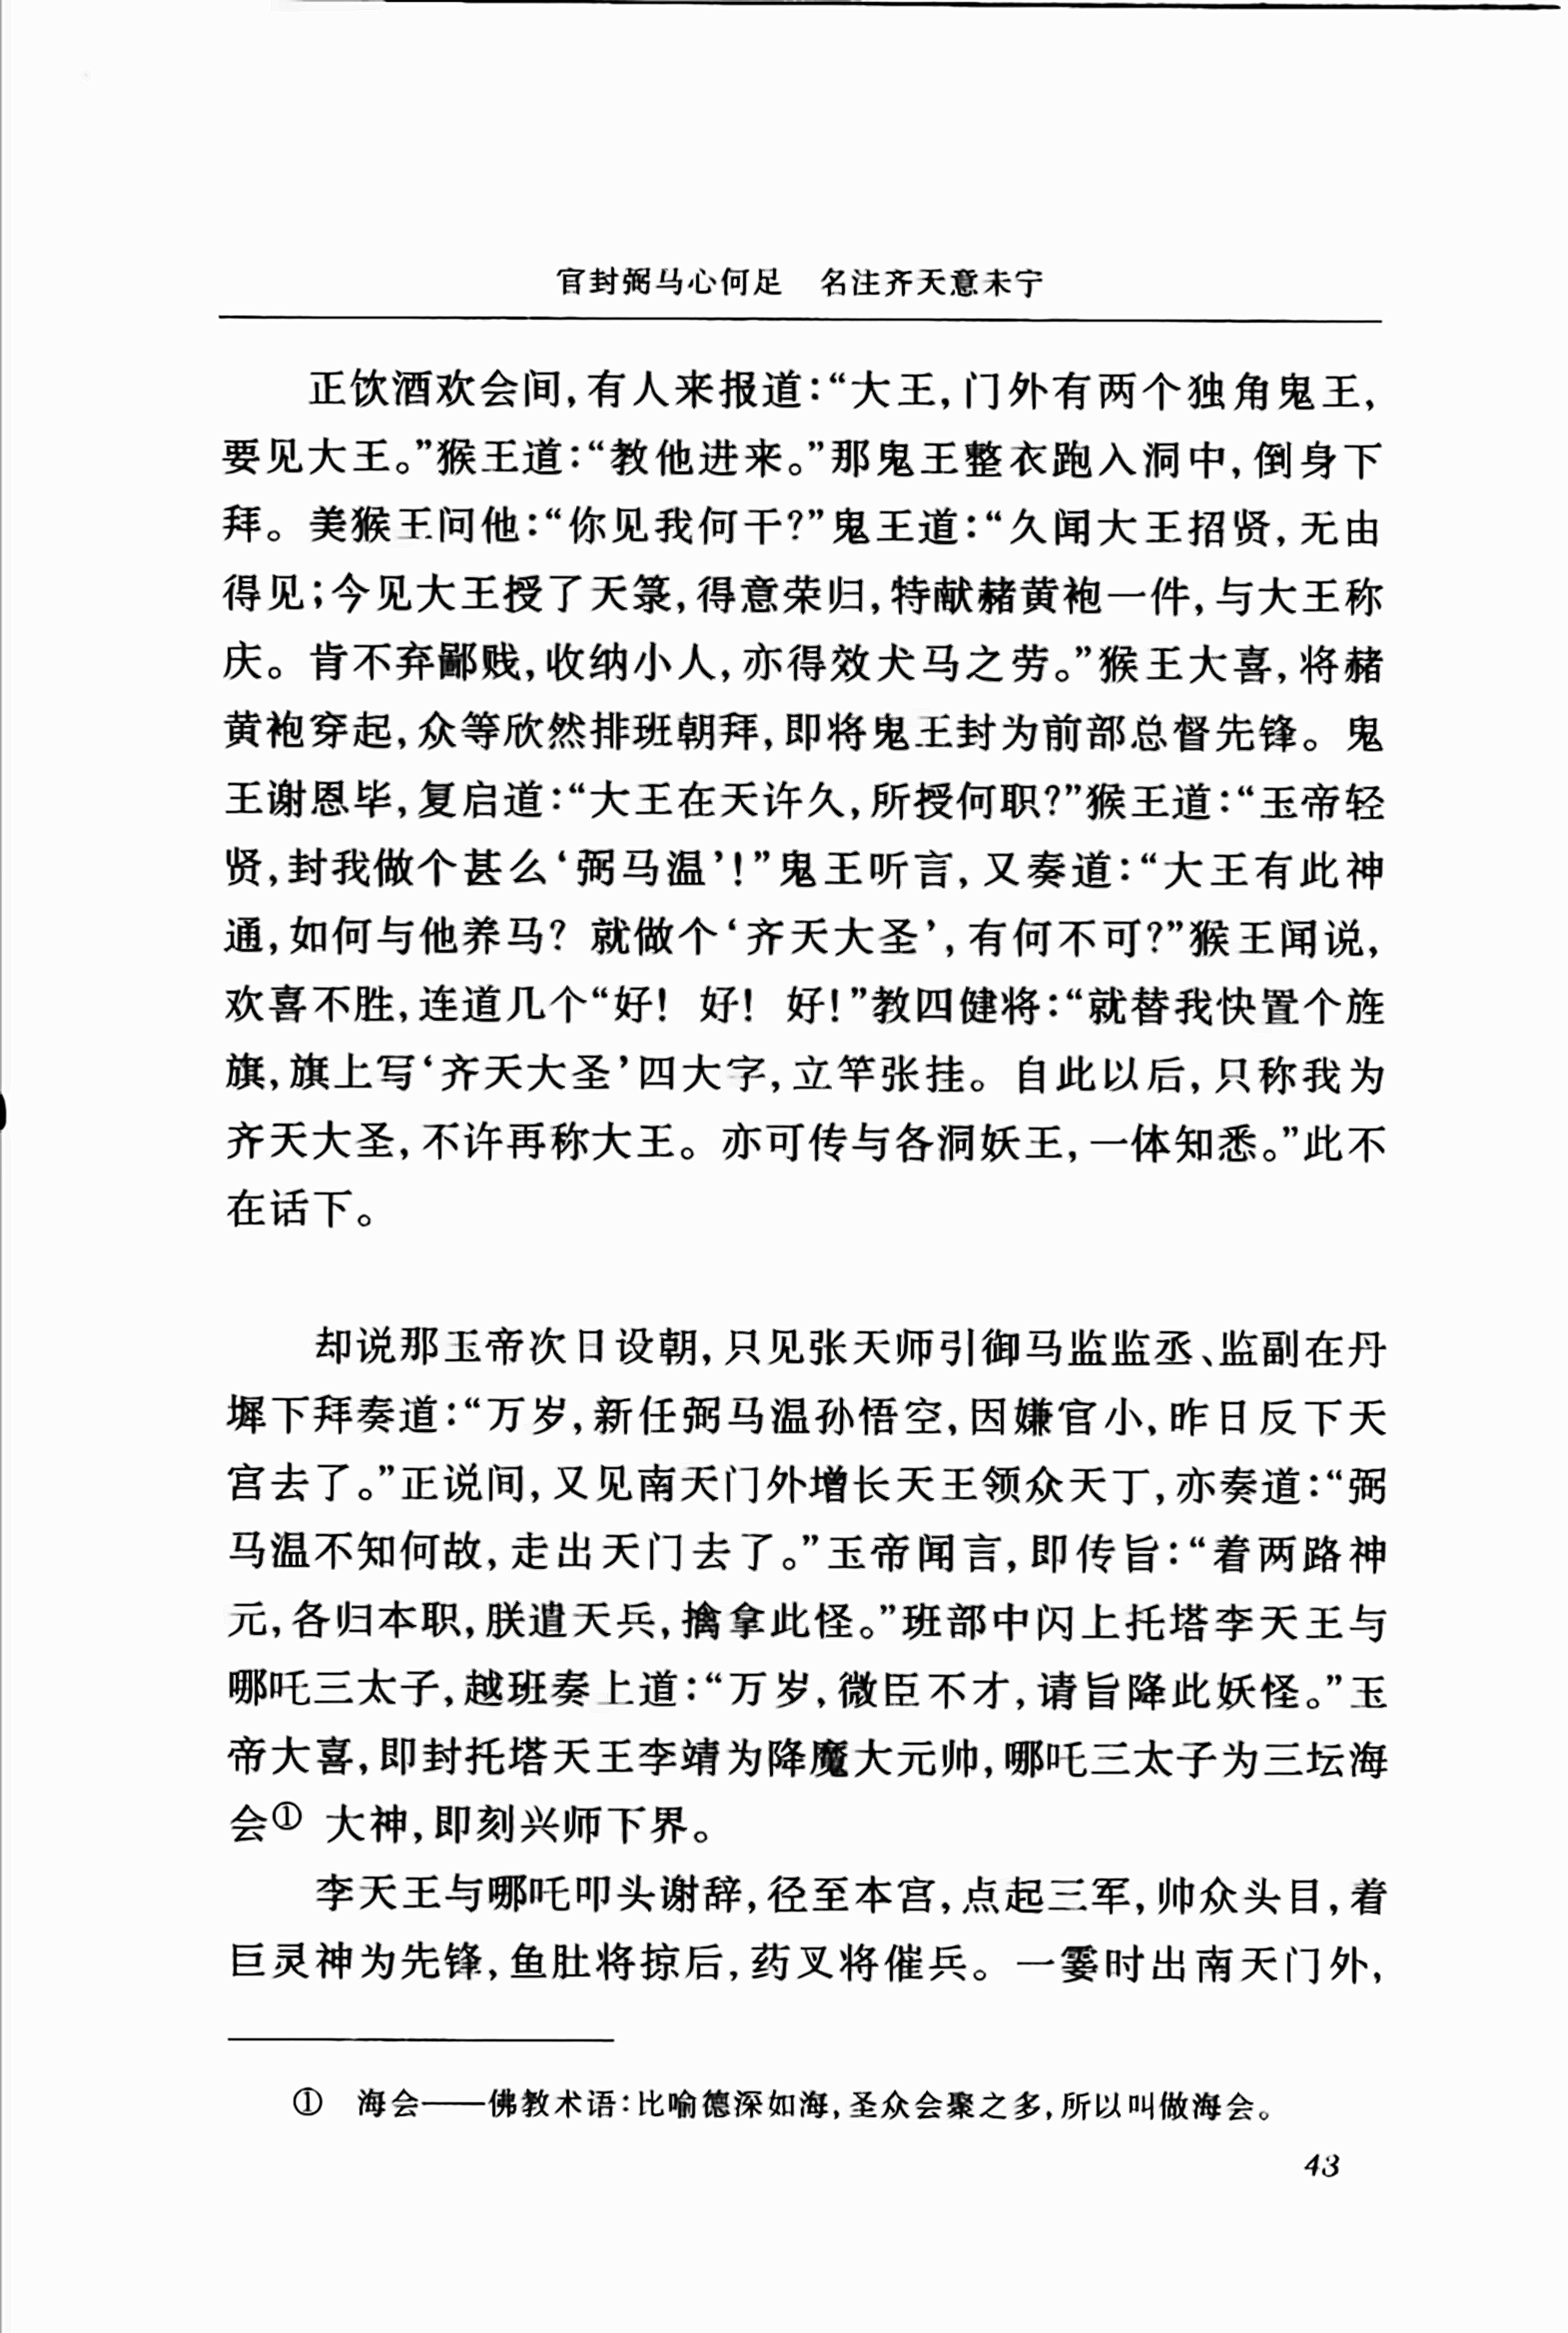 官封弼马心何足　名注齐天意未宁
正饮酒欢会间,有人来报道:“大王,门外有两个独角鬼王,
要见大王。”猴王道:“教他进来。”那鬼王整衣跑入洞中,倒身下
拜。美猴王问他:“你见我何干?”鬼王道:“久闻大王招贤,无由
得见;今见大王授了天箓,得意荣归,特献赭黄袍一件,与大王称
庆。肯不弃鄙贱,收纳小人,亦得效犬马之劳。”猴王大喜,将赭
黄袍穿起,众等欣然排班朝拜,即将鬼王封为前部总督先锋。鬼
王谢恩毕,复启道:“大王在天许久,所授何职?”猴王道:“玉帝轻
贤,封我做个甚么‘弼马温’!”鬼王听言,又奏道:“大王有此神
通,如何与他养马? 就做个‘齐天大圣’,有何不可?”猴王闻说,
欢喜不胜,连道几个“好! 好! 好!”教四健将:“就替我快置个旌
旗,旗上写‘齐天大圣’四大字,立竿张挂。自此以后,只称我为
齐天大圣,不许再称大王。亦可传与各洞妖王,一体知悉。”此不
在话下。
却说那玉帝次日设朝,只见张天师引御马监监丞、监副在丹
墀下拜奏道:“万岁,新任弼马温孙悟空,因嫌官小,昨日反下天
宫去了。”正说间,又见南天门外增长天王领众天丁,亦奏道:“弼
马温不知何故,走出天门去了。”玉帝闻言,即传旨:“着两路神
元,各归本职,朕遣天兵,擒拿此怪。”班部中闪上托塔李天王与
哪吒三太子,越班奏上道:“万岁,微臣不才,请旨降此妖怪。”玉
帝大喜,即封托塔天王李靖为降魔大元帅,哪吒三太子为三坛海
会① 大神,即刻兴师下界。
李天王与哪吒叩头谢辞,径至本宫,点起三军,帅众头目,着
巨灵神为先锋,鱼肚将掠后,药叉将催兵。一霎时出南天门外,
① 海会——佛教术语:比喻德深如海,圣众会聚之多,所以叫做海会。
43